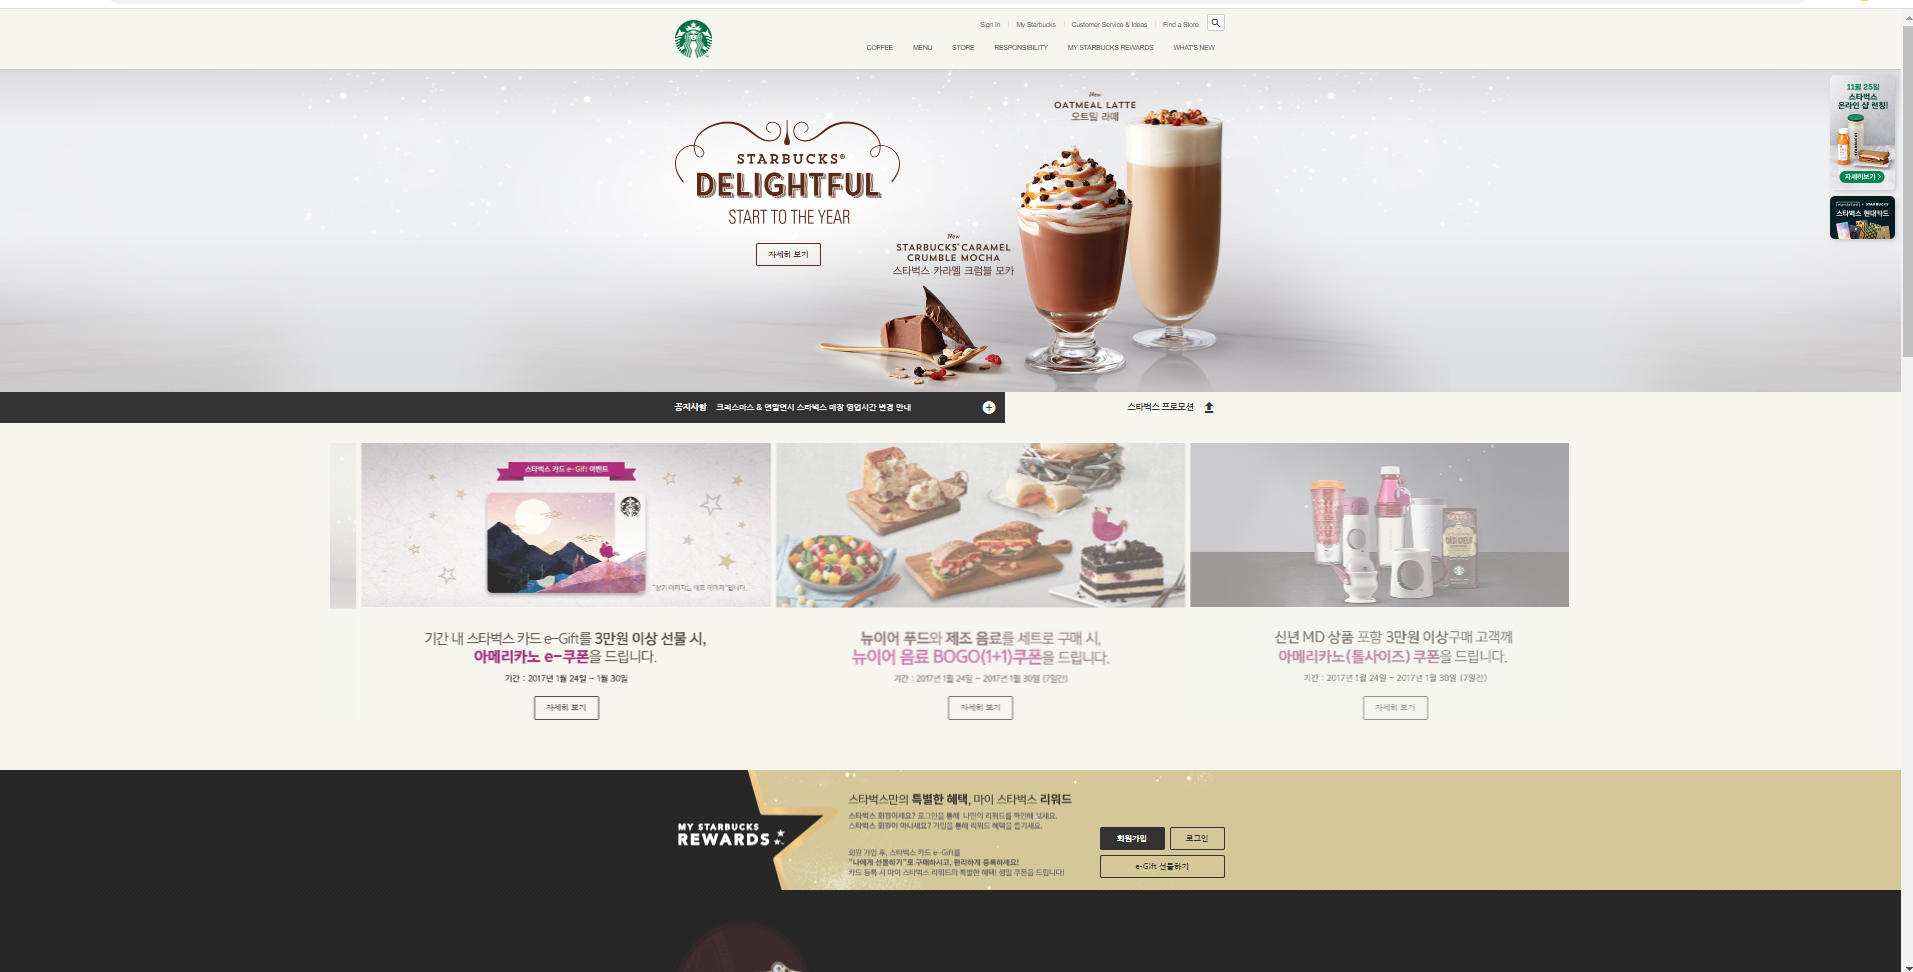 Sign In
My Starbucks
Customer Service & Ideas
Find a Store
COFFEE
MENU
STORE
RESPONSIBILITY
MY STARBUCKS REWARDS
WHAT'S NEW
STARBUCKS®
DELIGHTFUL
START TO THE YEAR
자세히 보기
New
OATMEAL LATTE
오트밀 라떼
New
STARBUCKS® CARAMEL
CRUMBLE MOCHA
스타벅스 카라멜 크럼블 모카
11월 25일
스타벅스
온라인 샵 런칭!
자세히보기 >
STARBUCKS
스타벅스 현대카드
공지사항
크리스마스 & 연말연시 스타벅스 매장 영업시간 변경 안내
스타벅스 프로모션
스타벅스 카드 e-Gift 이벤트
기간 내 스타벅스 카드 e-Gift를 3만원 이상 선물 시,
아메리카노 e-쿠폰을 드립니다.
기간 : 2017년 1월 24일 ~ 1월 30일
자세히 보기
뉴이어 푸드와 제조 음료를 세트로 구매 시,
뉴이어 음료 BOGO(1+1)쿠폰을 드립니다.
기간 : 2017년 1월 24일 ~ 2017년 1월 30일 (7일간)
자세히 보기
신년 MD 상품 포함 3만원 이상구매 고객께
아메리카노(톨사이즈) 쿠폰을 드립니다.
기간 : 2017년 1월 24일 ~ 2017년 1월 30일 (7일간)
자세히 보기
MY STARBUCKS
REWARDS
스타벅스만의 특별한 혜택, 마이 스타벅스 리워드
스타벅스 회원이세요? 로그인을 통해 나만의 리워드를 확인해 보세요.
스타벅스 회원이 아니세요? 가입을 통해 리워드 혜택을 즐기세요.
회원 가입 후, 스타벅스 카드 e-Gift를
"나에게 선물하기"로 구매하시고, 편리하게 등록하세요!
카드 등록 시 마이 스타벅스 리워드의 특별한 혜택! 생일 쿠폰을 드립니다!
회원가입
로그인
e-Gift 선물하기